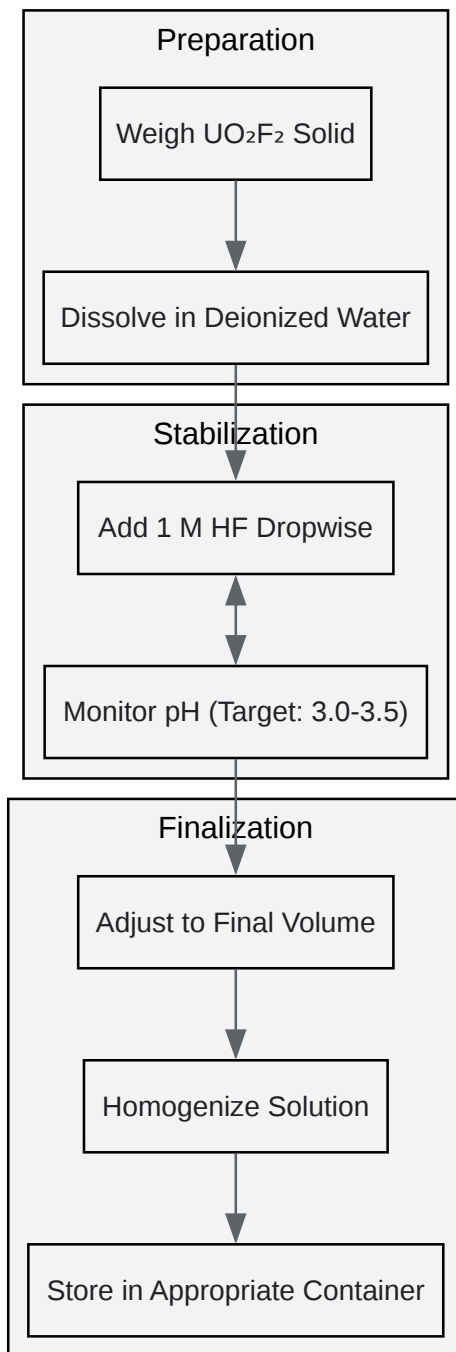 Preparation
Weigh UO₂F₂ Solid
Dissolve in Deionized Water
Stabilization
Add 1 M HF Dropwise
Monitor pH (Target: 3.0-3.5)
Finalization
Adjust to Final Volume
Homogenize Solution
Store in Appropriate Container